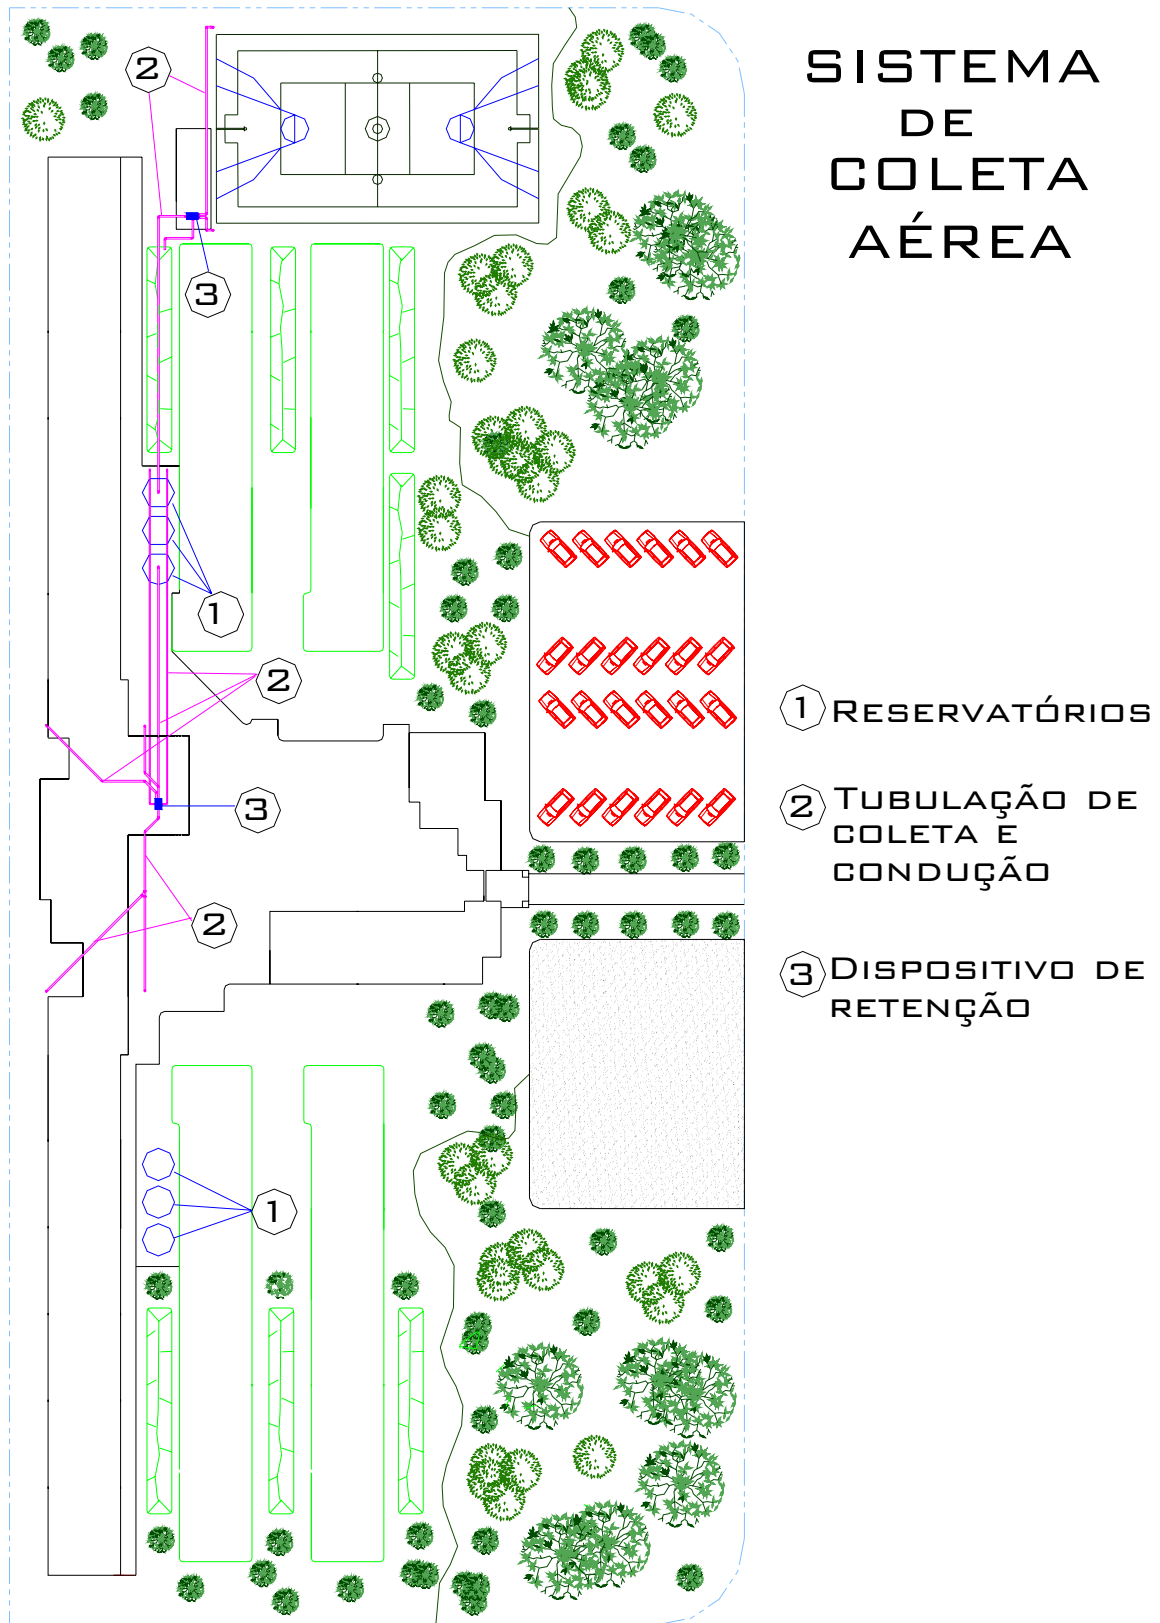 SISTEMA
DE
COLETA
AÉREA
2
3
1
2
3
2
1
1 RESERVATÓRIOS
2 TUBULAÇÃO DE
COLETA E
CONDUÇÃO
3 DISPOSITIVO DE
RETENÇÃO